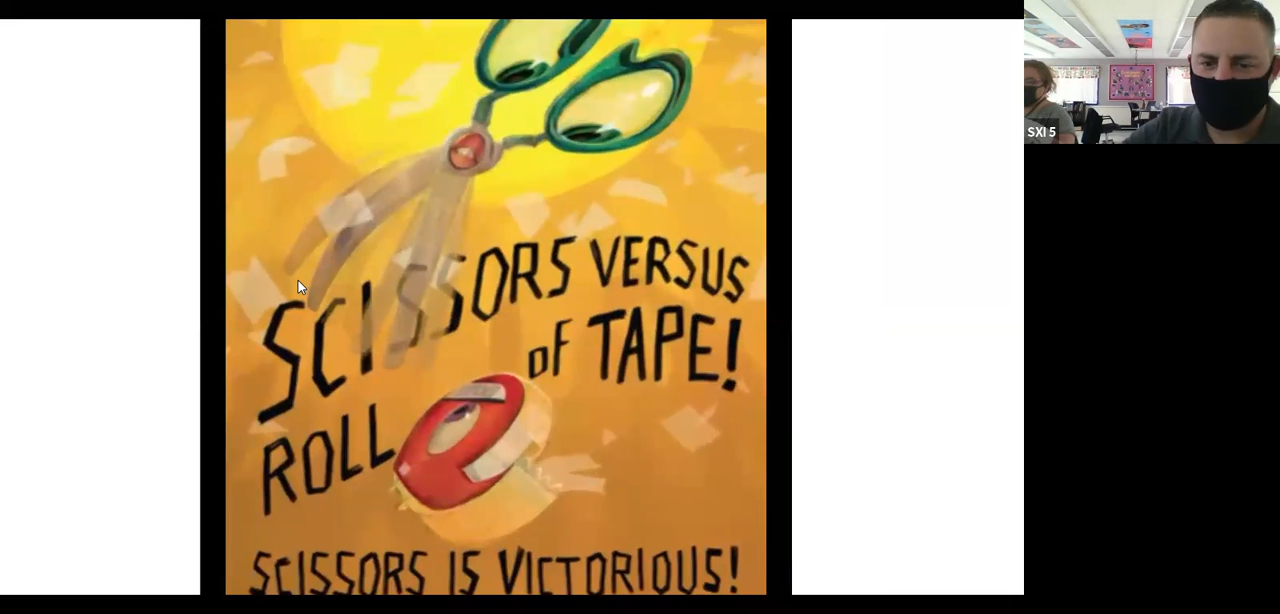 SCISSORS VERSUS
ROLL OF TAPE!
SCISSORS IS VICTORIOUS!
SXI 5